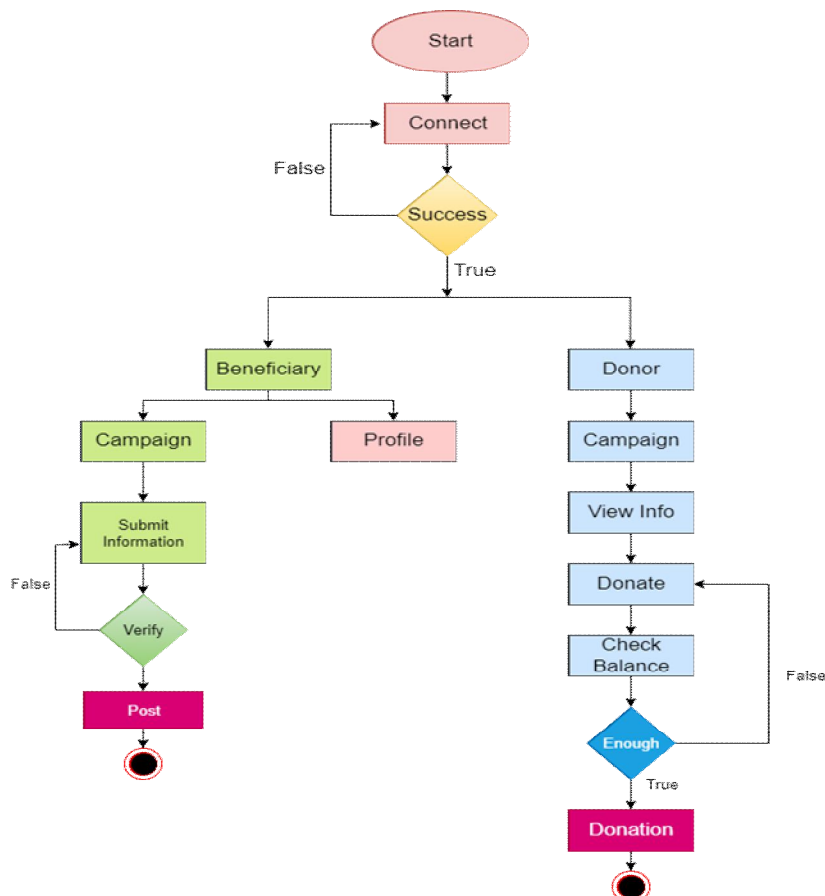 Start
Connect
False
Success
True
Beneficiary
Donor
Campaign
Profile
Campaign
Submit
Information
View Info
False
Donate
Verify
Check
Balance
False
Post
Enough
True
Donation